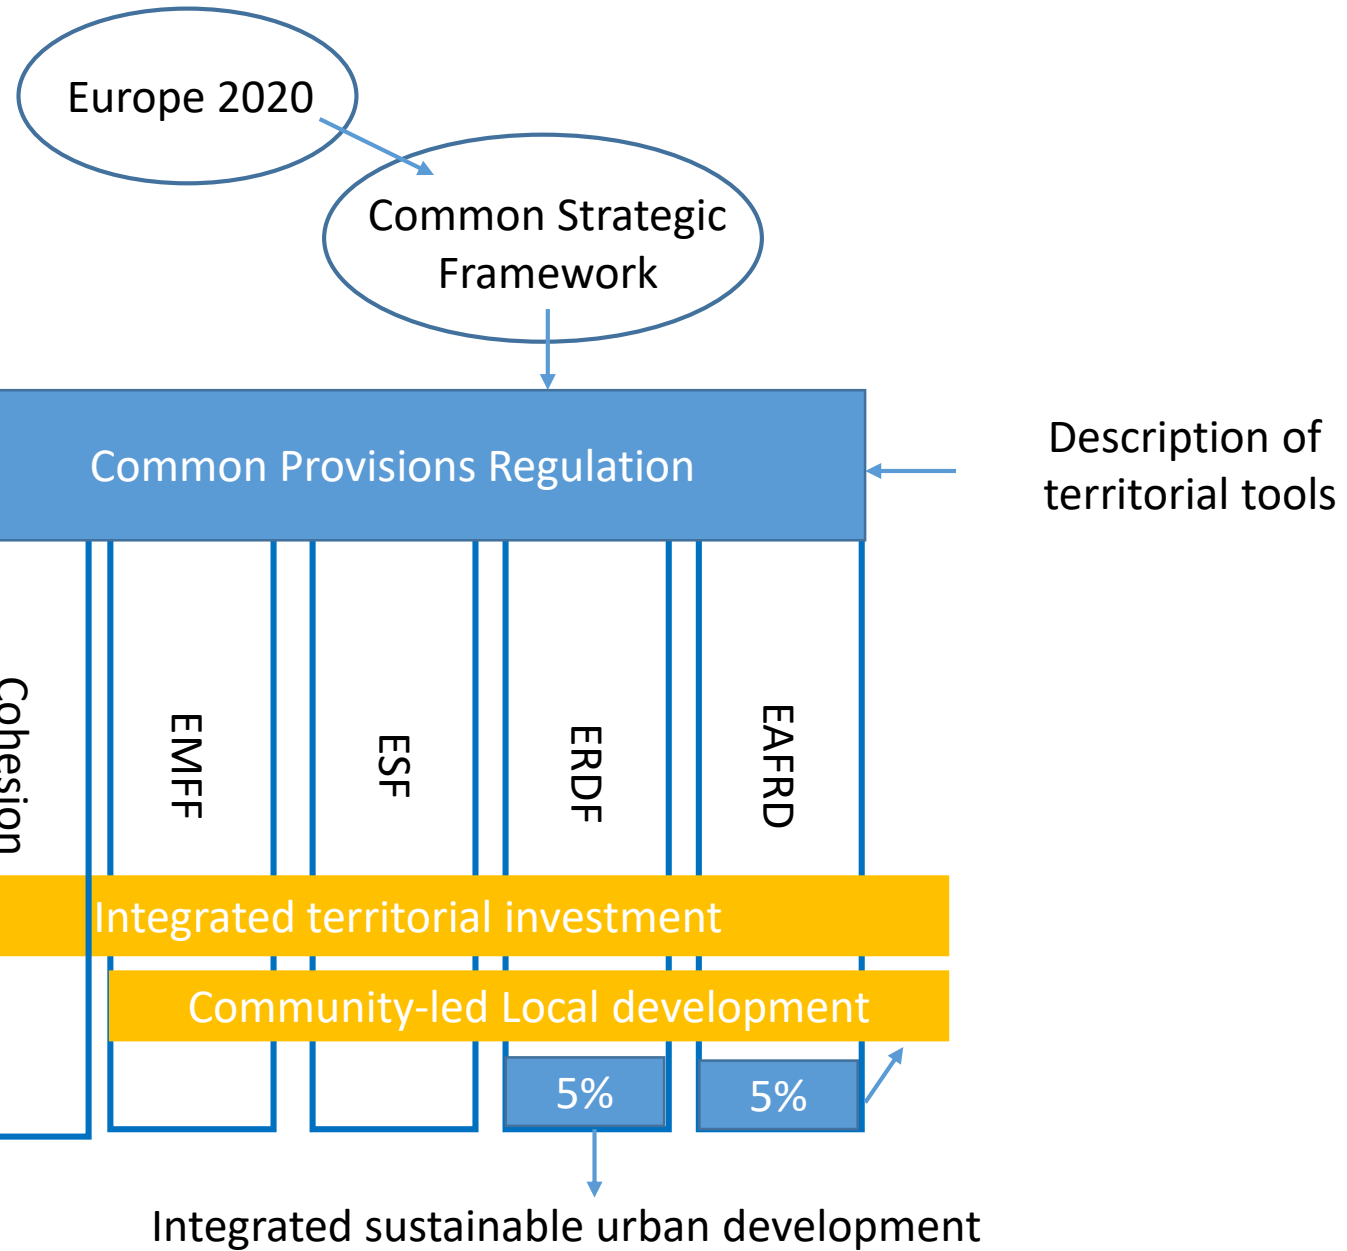 Europe 2020
Common Strategic
Framework
Common Provisions Regulation
Description of
territorial tools
Cohesion
EMFF
ESF
ERDF
EAFRD
Integrated territorial investment
Community-led Local development
5%
5%
Integrated sustainable urban development